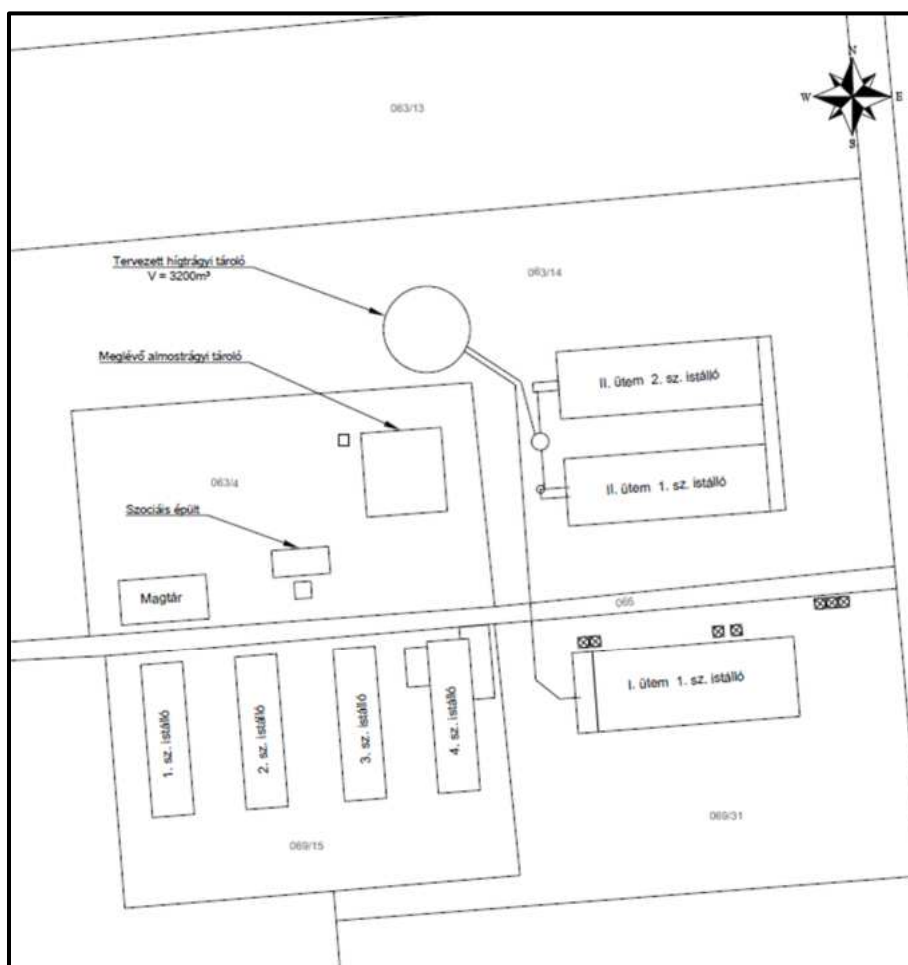 N
W
E
S
063/13
Tervezett hígtrágyi tároló
V = 3200m³
063/14
Meglévő almostrágyi tároló
II. ütem 2. sz. istálló
063/4
II. ütem 1. sz. istálló
Szociáis épült
Magtár
065
1. sz. istálló
2. sz. istálló
3. sz. istálló
4. sz. istálló
I. ütem 1. sz. istálló
069/15
069/31